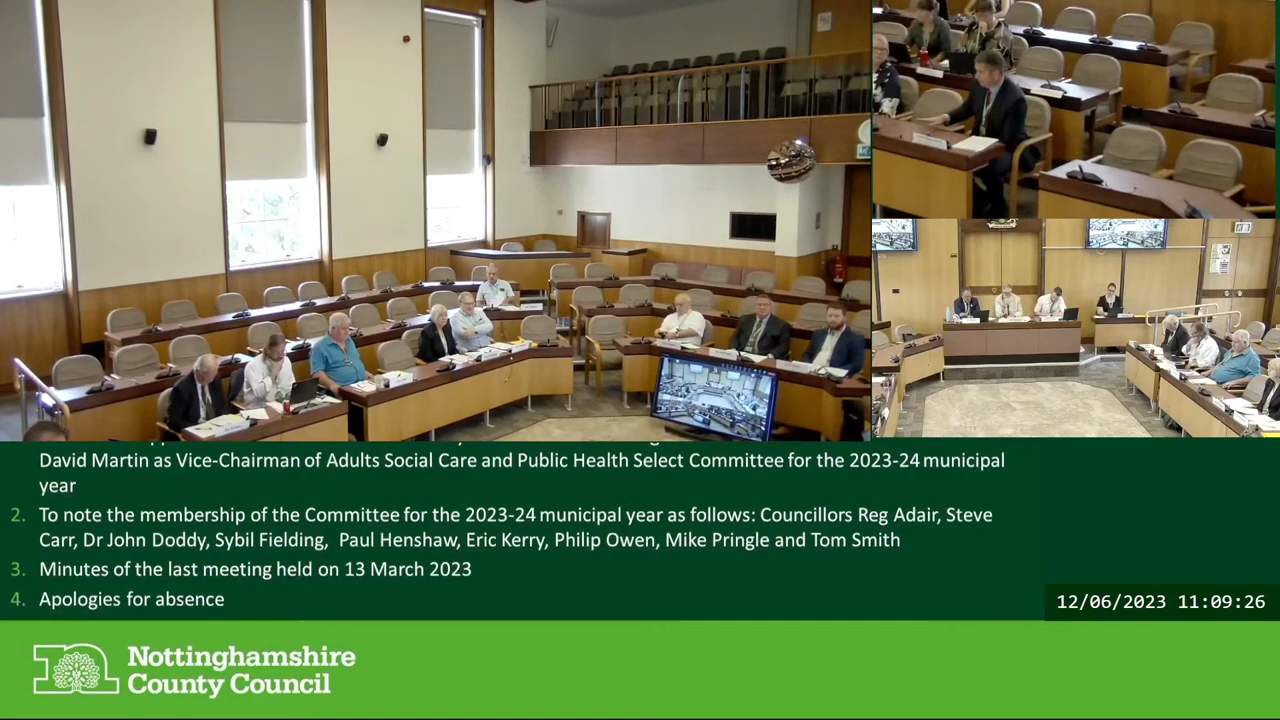 David Martin as Vice-Chairman of Adults Social Care and Public Health Select Committee for the 2023-24 municipal
year
2. To note the membership of the Committee for the 2023-24 municipal year as follows: Councillors Reg Adair, Steve
Carr, Dr John Doddy, Sybil Fielding, Paul Henshaw, Eric Kerry, Philip Owen, Mike Pringle and Tom Smith
3. Minutes of the last meeting held on 13 March 2023
4. Apologies for absence
12/06/2023 11:09:26
Nottinghamshire
County Council